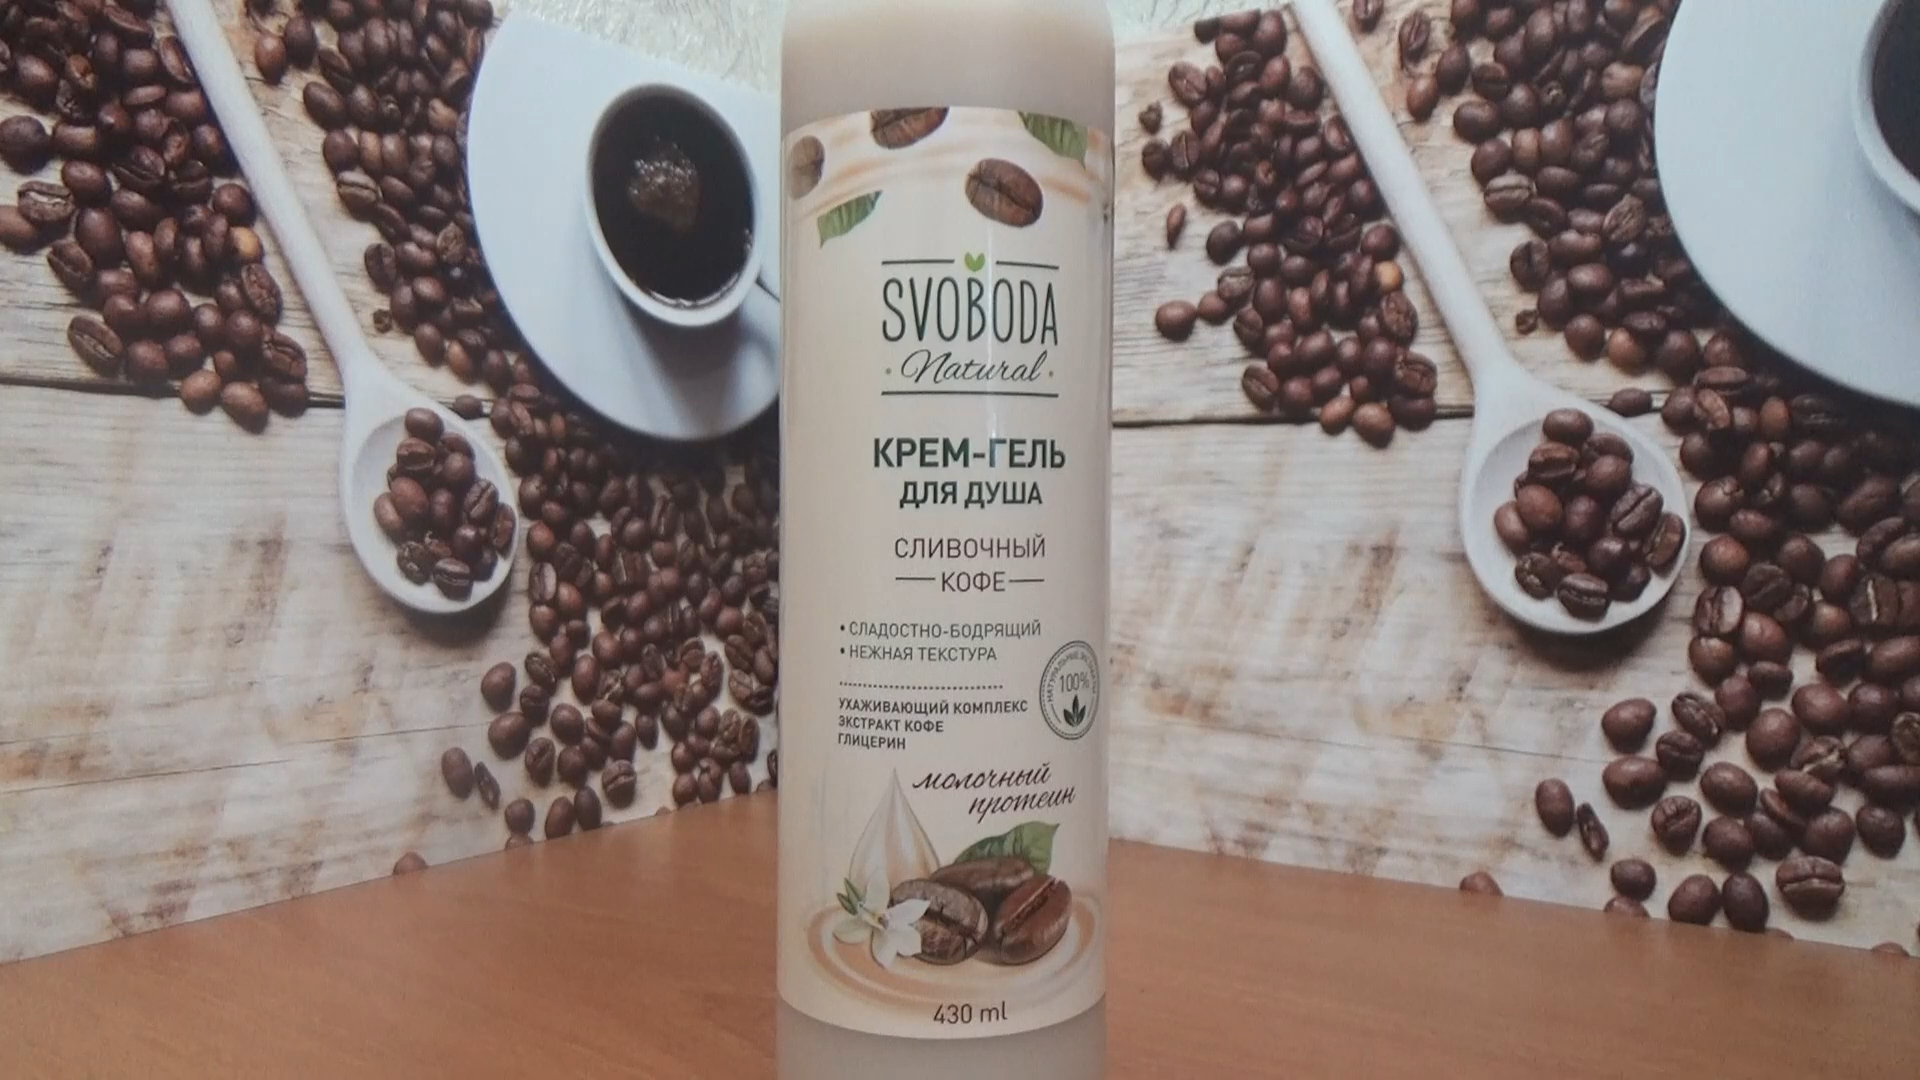 SVOBODA
Natural
КРЕМ-ГЕЛЬ
ДЛЯ ДУША
СЛИВОЧНЫЙ
КОФЕ
• СЛАДОСТНО-БОДРЯЩИЙ
• НЕЖНАЯ ТЕКСТУРА
100%
УХАЖИВАЮЩИЙ КОМПЛЕКС
ЭКСТРАКТ КОФЕ
ГЛИЦЕРИН
молочный
протеин
430 ml